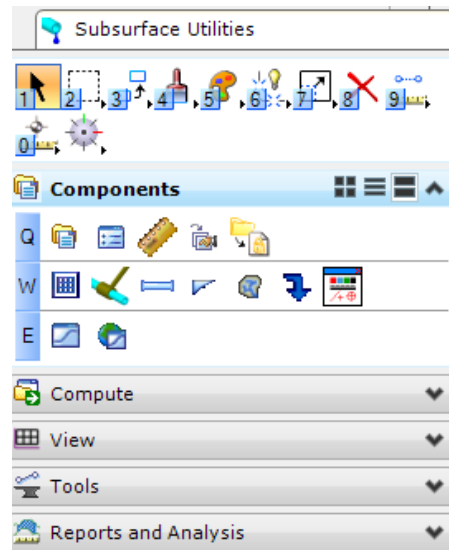 Subsurface Utilities
1 2 3 4 5 6 7 8 9
0
Components
Q
W
E
Compute
View
Tools
Reports and Analysis